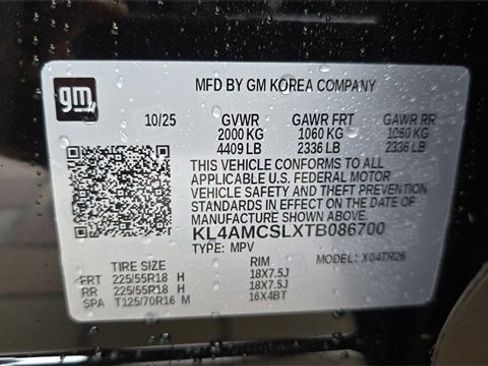 gm
MFD BY GM KOREA COMPANY
10/25 GVWR GAWR FRT GAWR RR
2000 KG 1060 KG 1060 KG
4409 LB 2336 LB 2336 LB
THIS VEHICLE CONFORMS TO ALL
APPLICABLE U.S. FEDERAL MOTOR
VEHICLE SAFETY AND THEFT PREVENTION
STANDARDS IN EFFECT ON THE DATE OF
MANUFACTURE SHOWN ABOVE.
KL4AMCSLXTB086700
TYPE: MPV MODEL: X04TR26
TIRE SIZE RIM
FRT 225/55R18 H 18X7.5J
RR 225/55R18 H 18X7.5J
SPA T125/70R16 M 16X4BT